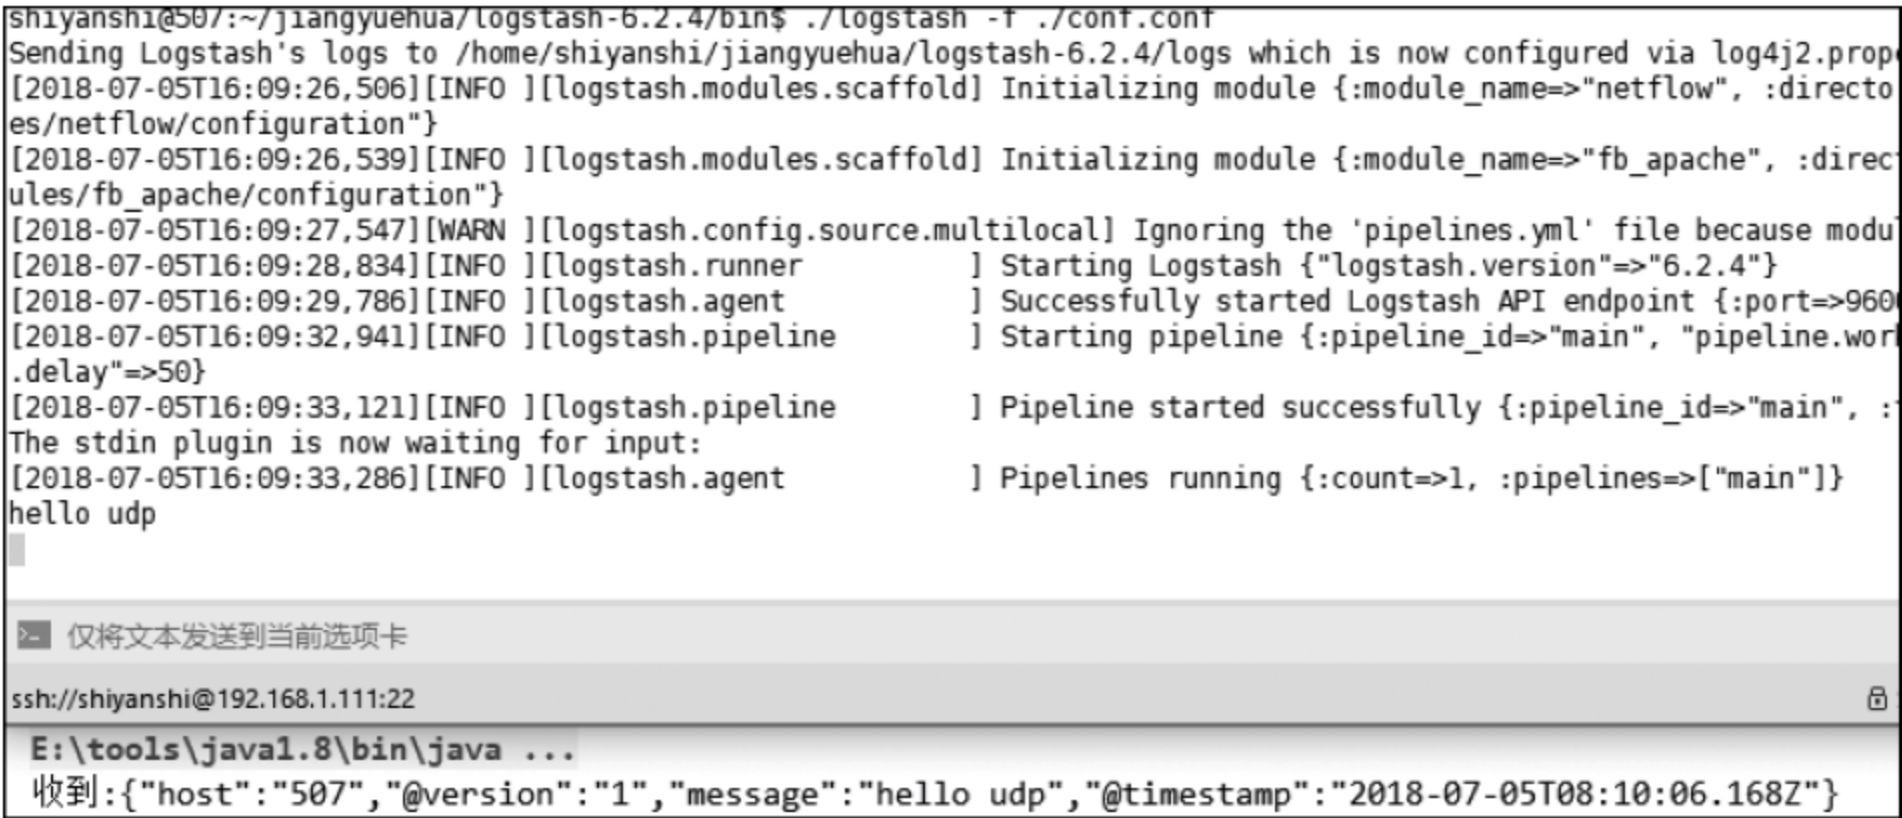 shiyanshi@507:~/jiangyuehua/logstash-6.2.4/bin$ ./logstash -f ./conf.conf
Sending Logstash's logs to /home/shiyanshi/jiangyuehua/logstash-6.2.4/logs which is now configured via log4j2.prope
[2018-07-05T16:09:26,506][INFO ][logstash.modules.scaffold] Initializing module {:module_name=>"netflow", :directo
es/netflow/configuration"}
[2018-07-05T16:09:26,539][INFO ][logstash.modules.scaffold] Initializing module {:module_name=>"fb_apache", :direc
ules/fb_apache/configuration"}
[2018-07-05T16:09:27,547][WARN ][logstash.config.source.multilocal] Ignoring the 'pipelines.yml' file because modu
[2018-07-05T16:09:28,834][INFO ][logstash.runner          ] Starting Logstash {"logstash.version"=>"6.2.4"}
[2018-07-05T16:09:29,786][INFO ][logstash.agent           ] Successfully started Logstash API endpoint {:port=>960
[2018-07-05T16:09:32,941][INFO ][logstash.pipeline        ] Starting pipeline {:pipeline_id=>"main", "pipeline.wor
.delay"=>50}
[2018-07-05T16:09:33,121][INFO ][logstash.pipeline        ] Pipeline started successfully {:pipeline_id=>"main", :
The stdin plugin is now waiting for input:
[2018-07-05T16:09:33,286][INFO ][logstash.agent           ] Pipelines running {:count=>1, :pipelines=>["main"]}
hello udp
仅将文本发送到当前选项卡
ssh://shiyanshi@192.168.1.111:22
E:\tools\java1.8\bin\java ...
收到:{"host":"507","@version":"1","message":"hello udp","@timestamp":"2018-07-05T08:10:06.168Z"}